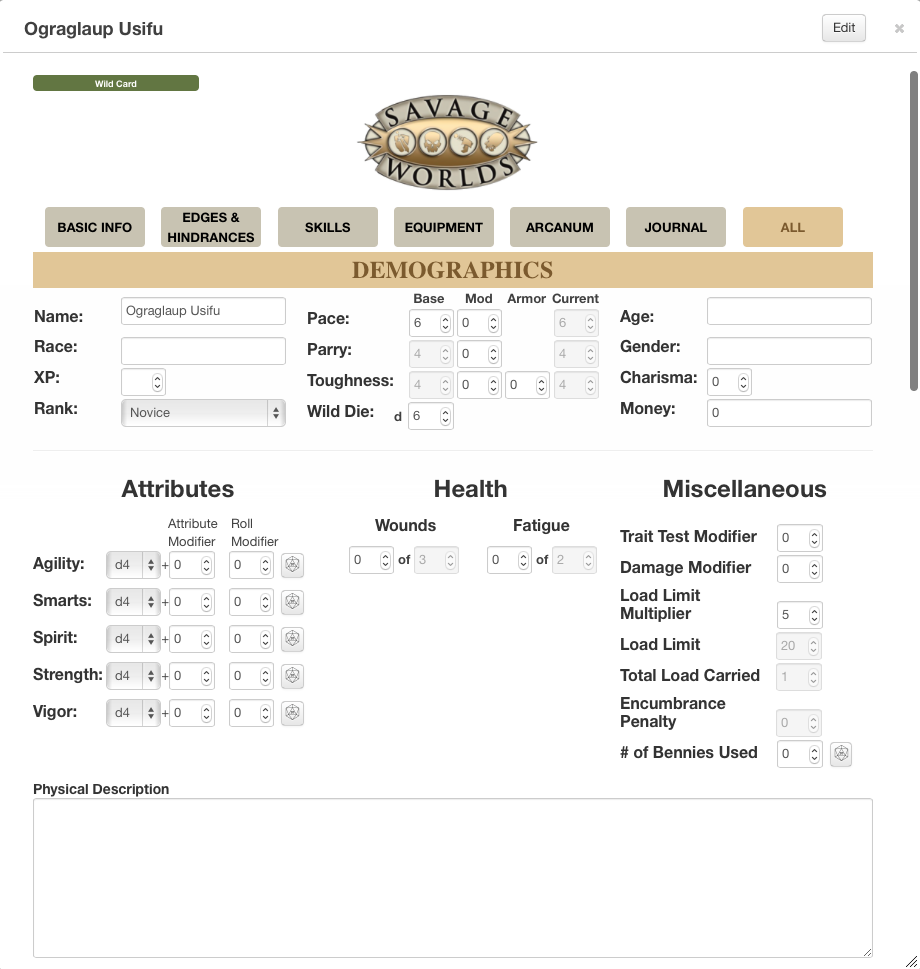 Ograglaup Usifu
Edit
×
Wild Card
SAVAGE
WORLDS
BASIC INFO
EDGES &
HINDRANCES
SKILLS
EQUIPMENT
ARCANUM
JOURNAL
ALL
DEMOGRAPHICS
Base Mod Armor Current
Name: Ograglaup Usifu Pace: 6 0 6 Age:
Race: Parry: 4 0 4 Gender:
XP: Toughness: 4 0 0 4 Charisma: 0
Rank: Novice Wild Die: d 6 Money: 0
Attributes
Attribute Roll
Modifier Modifier
Agility: d4 + 0 0
Smarts: d4 + 0 0
Spirit: d4 + 0 0
Strength: d4 + 0 0
Vigor: d4 + 0 0
Health
Wounds Fatigue
0 of 3 0 of 2
Miscellaneous
Trait Test Modifier 0
Damage Modifier 0
Load Limit
Multiplier 5
Load Limit 20
Total Load Carried 1
Encumbrance
Penalty 0
# of Bennies Used 0
Physical Description